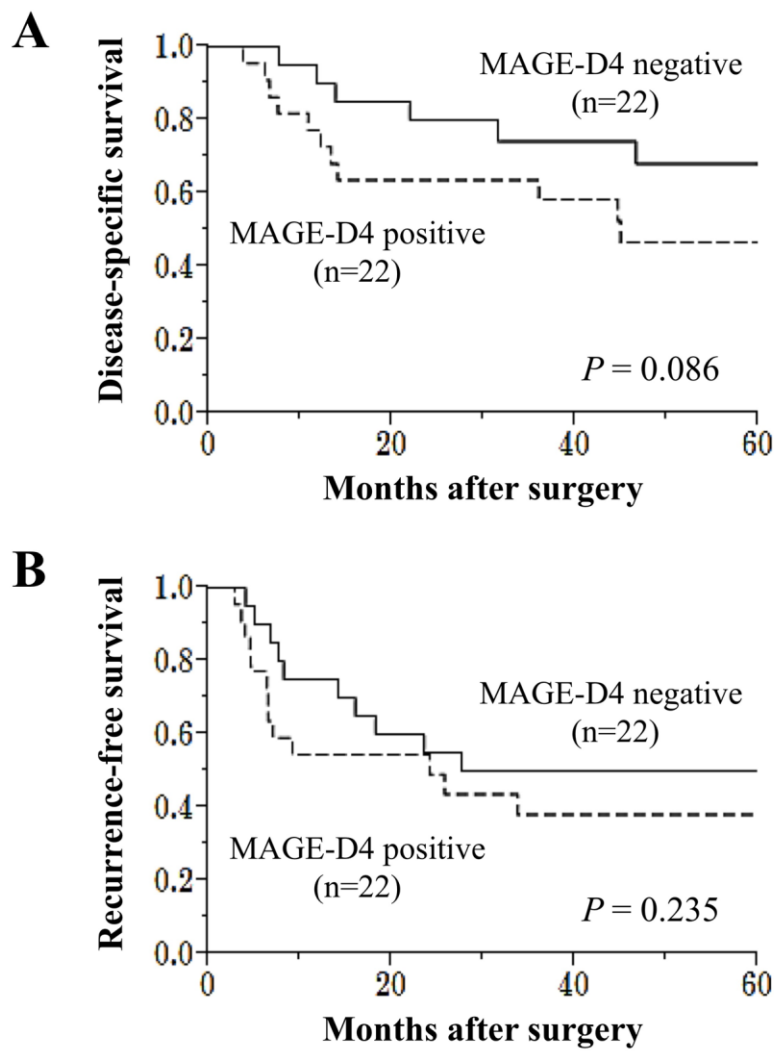 A
Disease-specific survival
1.0
0.8
0.6
0.4
0.2
0.0
MAGE-D4 negative
(n=22)
MAGE-D4 positive
(n=22)
P = 0.086
0 20 40 60
Months after surgery
B
Recurrence-free survival
1.0
0.8
0.6
0.4
0.2
0.0
MAGE-D4 negative
(n=22)
MAGE-D4 positive
(n=22)
P = 0.235
0 20 40 60
Months after surgery